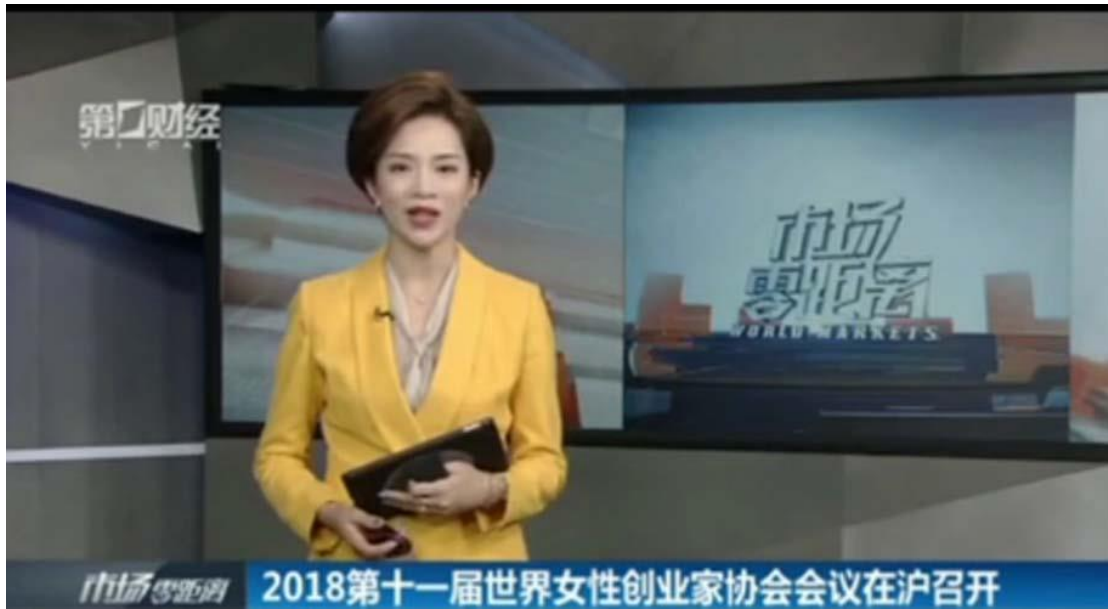 第一财经
YICAI
市场
零距离
WORLD MARKETS
市场零距离
2018第十一届世界女性创业家协会会议在沪召开